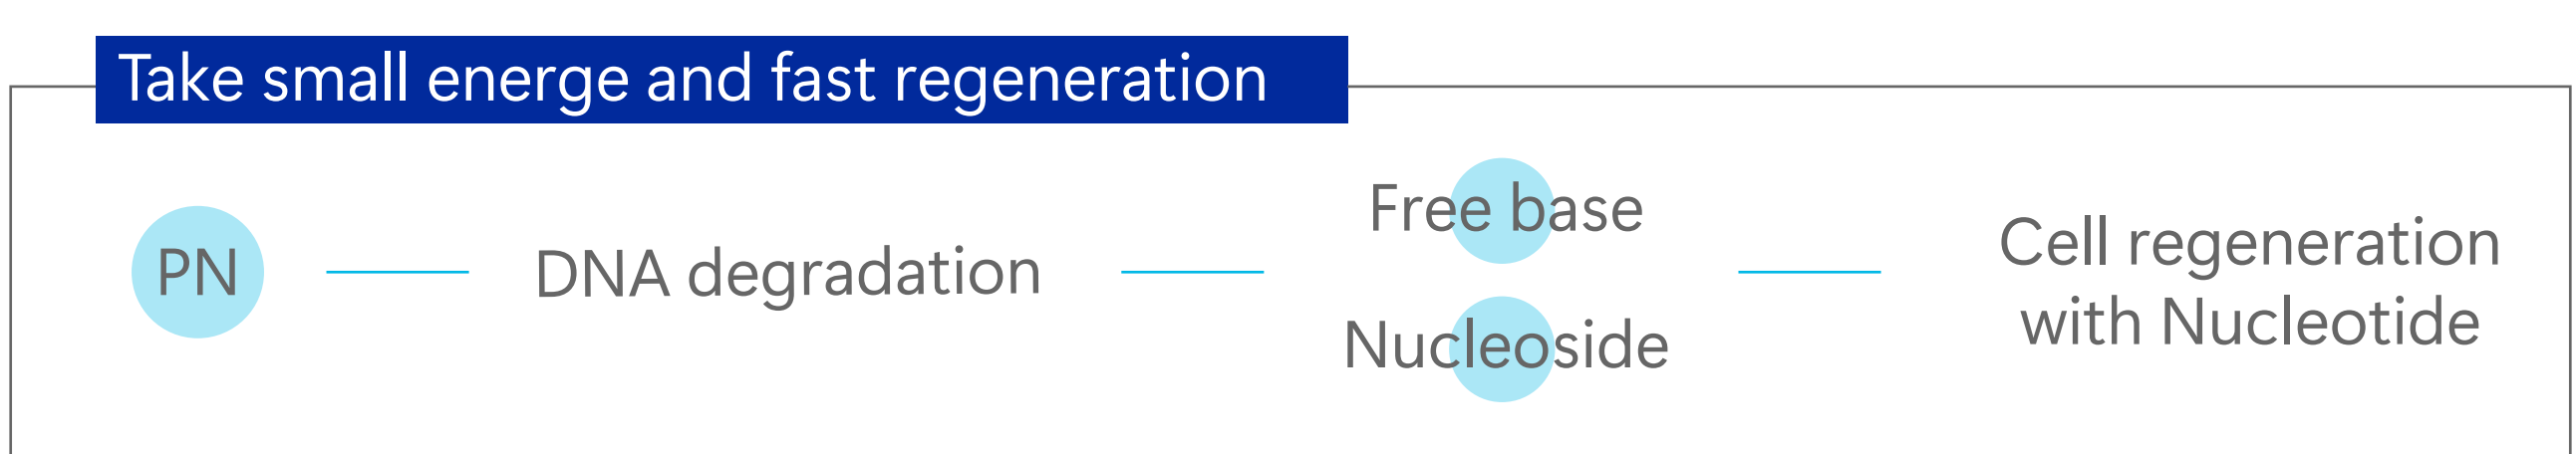 Take small energe and fast regeneration
PN
DNA degradation
Free base
Nucleoside
Cell regeneration
with Nucleotide